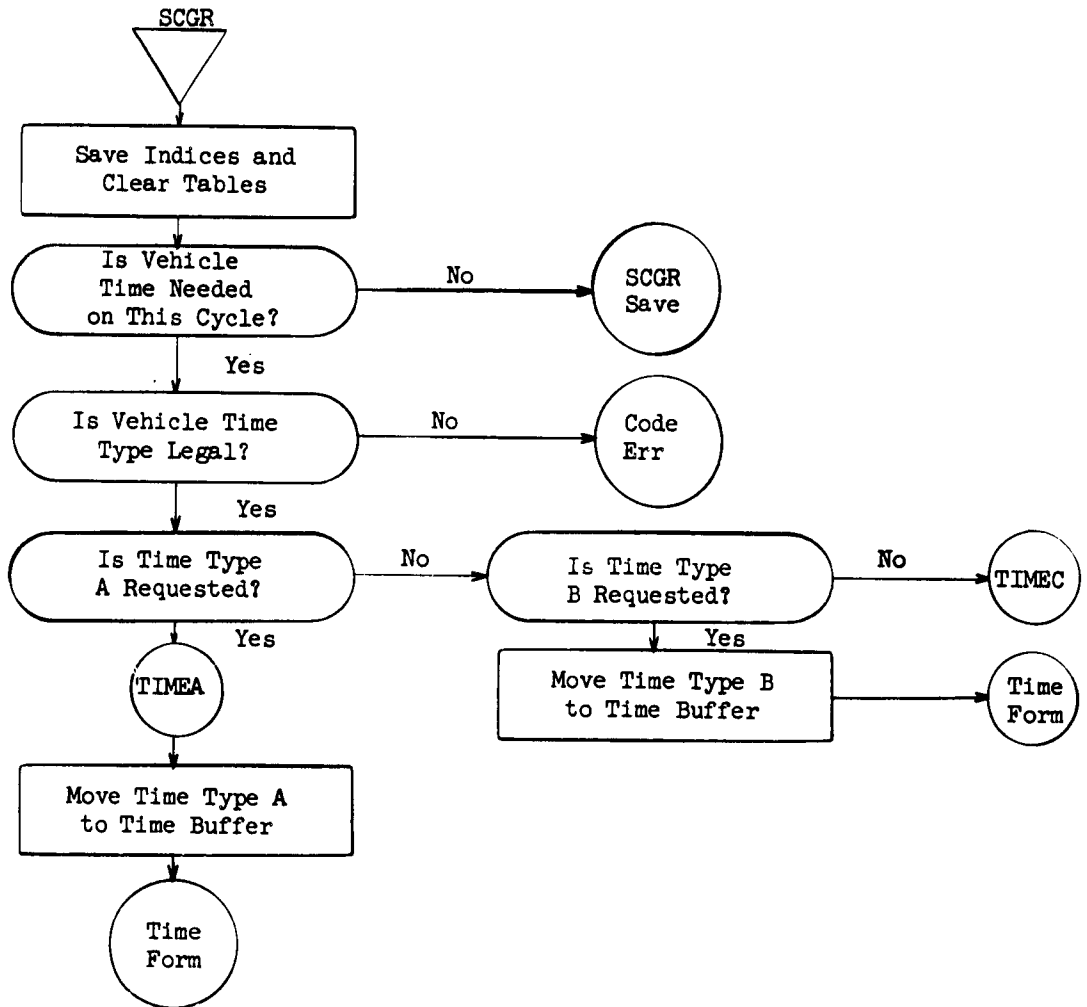 SCGR
Save Indices and
Clear Tables
Is Vehicle
Time Needed
on This Cycle?
No
SCGR
Save
Yes
Is Vehicle Time
Type Legal?
No
Code
Err
Yes
Is Time Type
A Requested?
No
Is Time Type
B Requested?
No
TIMEC
Yes
TIMEA
Yes
Move Time Type B
to Time Buffer
Time
Form
Move Time Type A
to Time Buffer
Time
Form